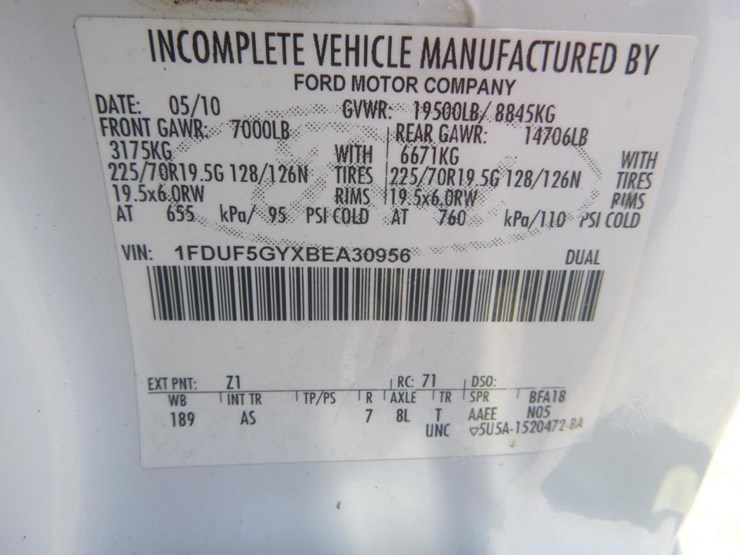 INCOMPLETE VEHICLE MANUFACTURED BY
FORD MOTOR COMPANY
DATE: 05/10 GVWR: 19500LB/ 8845KG
FRONT GAWR: 7000LB REAR GAWR: 14706LB
3175KG WITH 6671KG WITH
225/70R19.5G 128/126N TIRES 225/70R19.5G 128/126N TIRES
19.5x6.0RW RIMS 19.5x6.0RW RIMS
AT 655 kPa/ 95 PSI COLD AT 760 kPa/110 PSI COLD
VIN: 1FDUF5GYXBEA30956 DUAL
EXT PNT: Z1 RC: 71 DSO:
WB INT TR TP/PS R AXLE TR SPR BFA18
189 AS 7 8L T AAEE N05
UNC ▽5U5A-1520472-BA